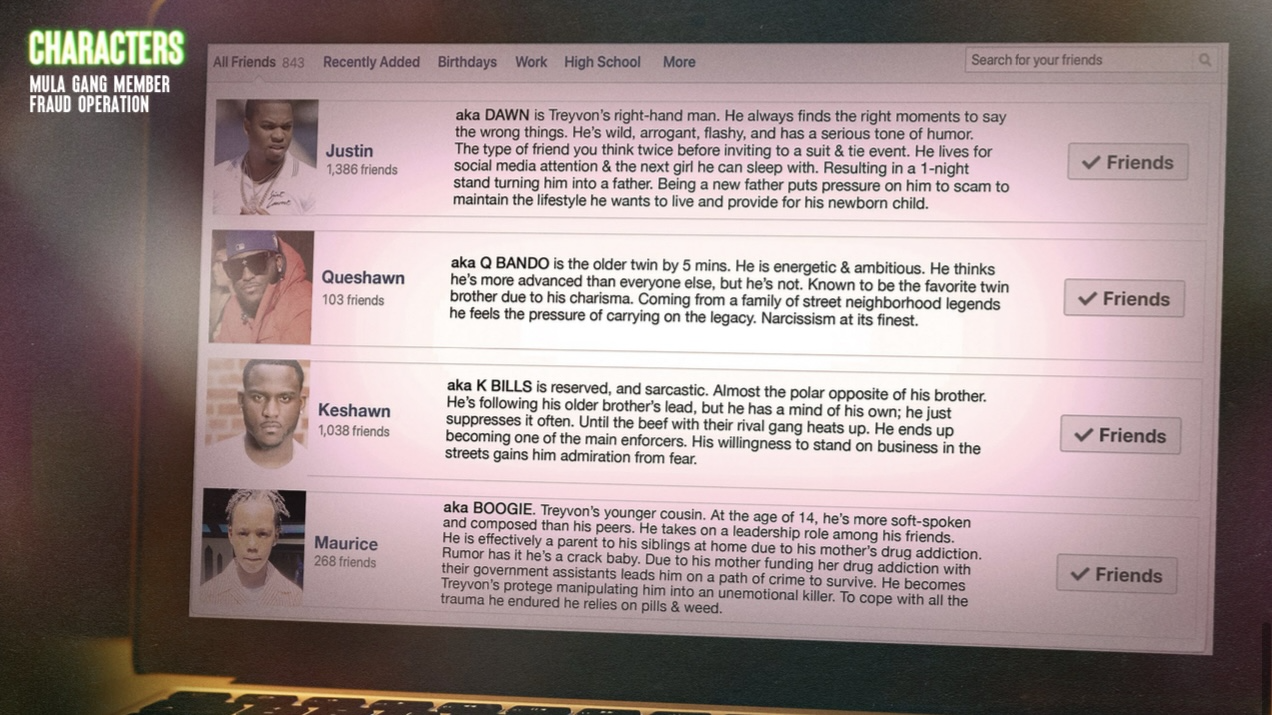 CHARACTERS
MULA GANG MEMBER
FRAUD OPERATION
All Friends 843 Recently Added Birthdays Work High School More Search for your friends
Justin
1,386 friends
aka DAWN is Treyvon's right-hand man. He always finds the right moments to say
the wrong things. He's wild, arrogant, flashy, and has a serious tone of humor.
The type of friend you think twice before inviting to a suit & tie event. He lives for
social media attention & the next girl he can sleep with. Resulting in a 1-night
stand turning him into a father. Being a new father puts pressure on him to scam to
maintain the lifestyle he wants to live and provide for his newborn child.
Friends
Queshawn
103 friends
aka Q BANDO is the older twin by 5 mins. He is energetic & ambitious. He thinks
he's more advanced than everyone else, but he's not. Known to be the favorite twin
brother due to his charisma. Coming from a family of street neighborhood legends
he feels the pressure of carrying on the legacy. Narcissism at its finest.
Friends
Keshawn
1,038 friends
aka K BILLS is reserved, and sarcastic. Almost the polar opposite of his brother.
He's following his older brother's lead, but he has a mind of his own; he just
suppresses it often. Until the beef with their rival gang heats up. He ends up
becoming one of the main enforcers. His willingness to stand on business in the
streets gains him admiration from fear.
Friends
Maurice
268 friends
aka BOOGIE. Treyvon's younger cousin. At the age of 14, he's more soft-spoken
and composed than his peers. He takes on a leadership role among his friends.
He is effectively a parent to his siblings at home due to his mother's drug addiction.
Rumor has it he's a crack baby. Due to his mother funding her drug addiction with
their government assistants leads him on a path of crime to survive. He becomes
Treyvon's protege manipulating him into an unemotional killer. To cope with all the
trauma he endured he relies on pills & weed.
Friends